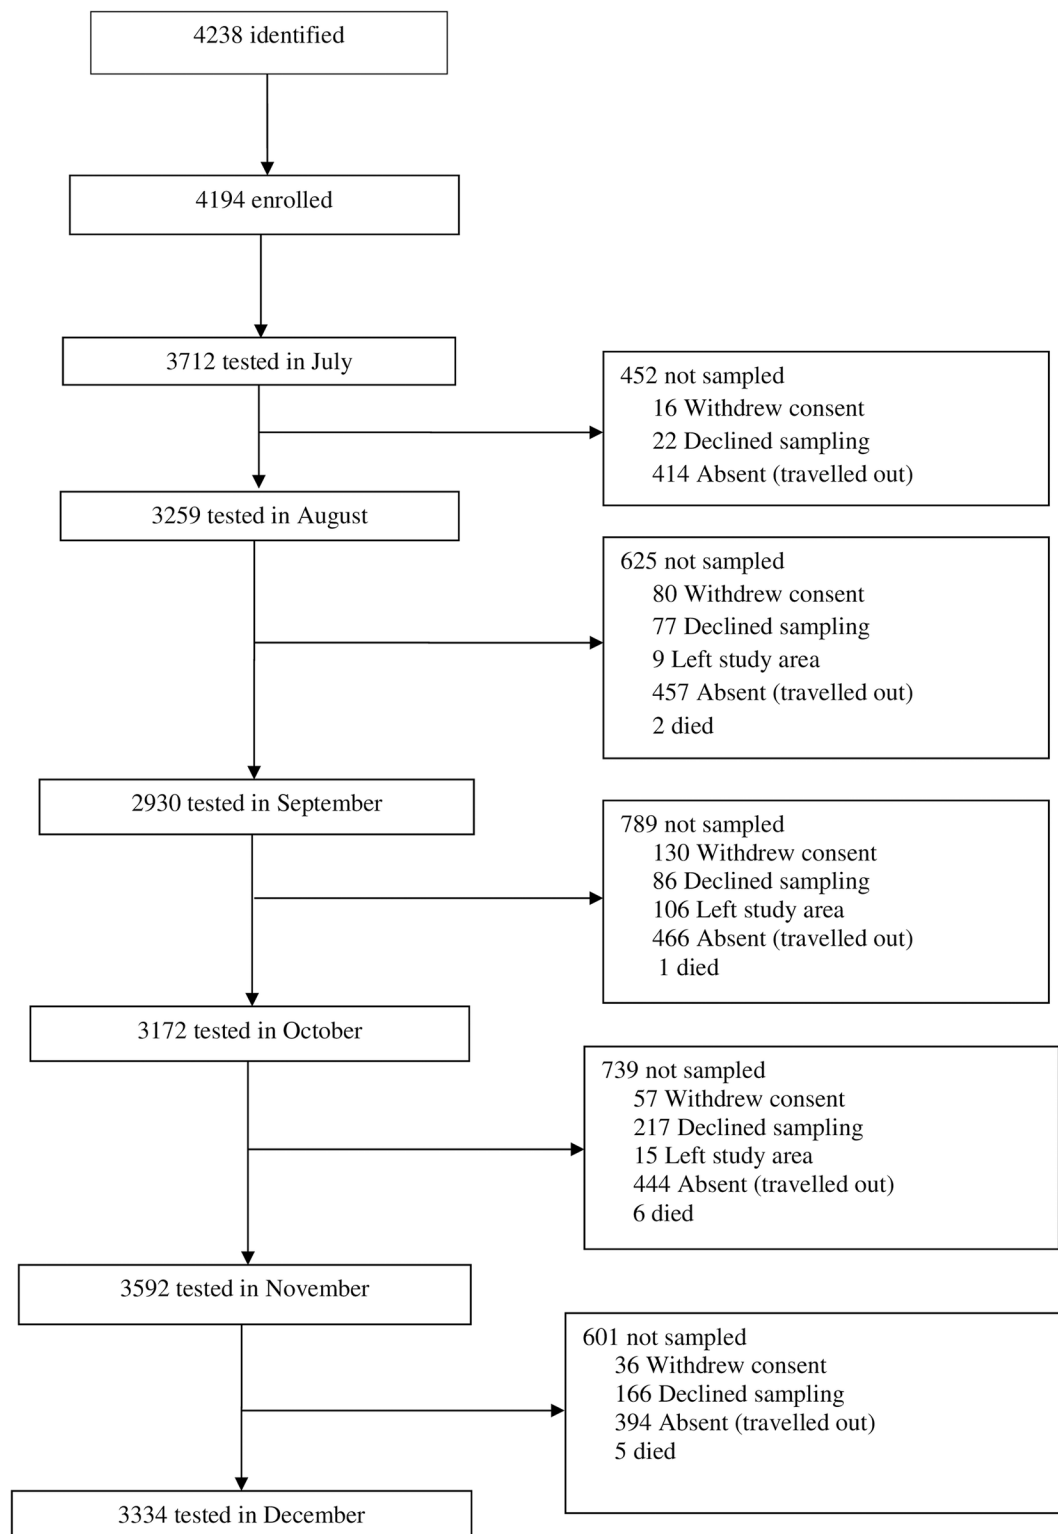 4238 identified
4194 enrolled
3712 tested in July
452 not sampled
16 Withdrew consent
22 Declined sampling
414 Absent (travelled out)
3259 tested in August
625 not sampled
80 Withdrew consent
77 Declined sampling
9 Left study area
457 Absent (travelled out)
2 died
2930 tested in September
789 not sampled
130 Withdrew consent
86 Declined sampling
106 Left study area
466 Absent (travelled out)
1 died
3172 tested in October
739 not sampled
57 Withdrew consent
217 Declined sampling
15 Left study area
444 Absent (travelled out)
6 died
3592 tested in November
601 not sampled
36 Withdrew consent
166 Declined sampling
394 Absent (travelled out)
5 died
3334 tested in December